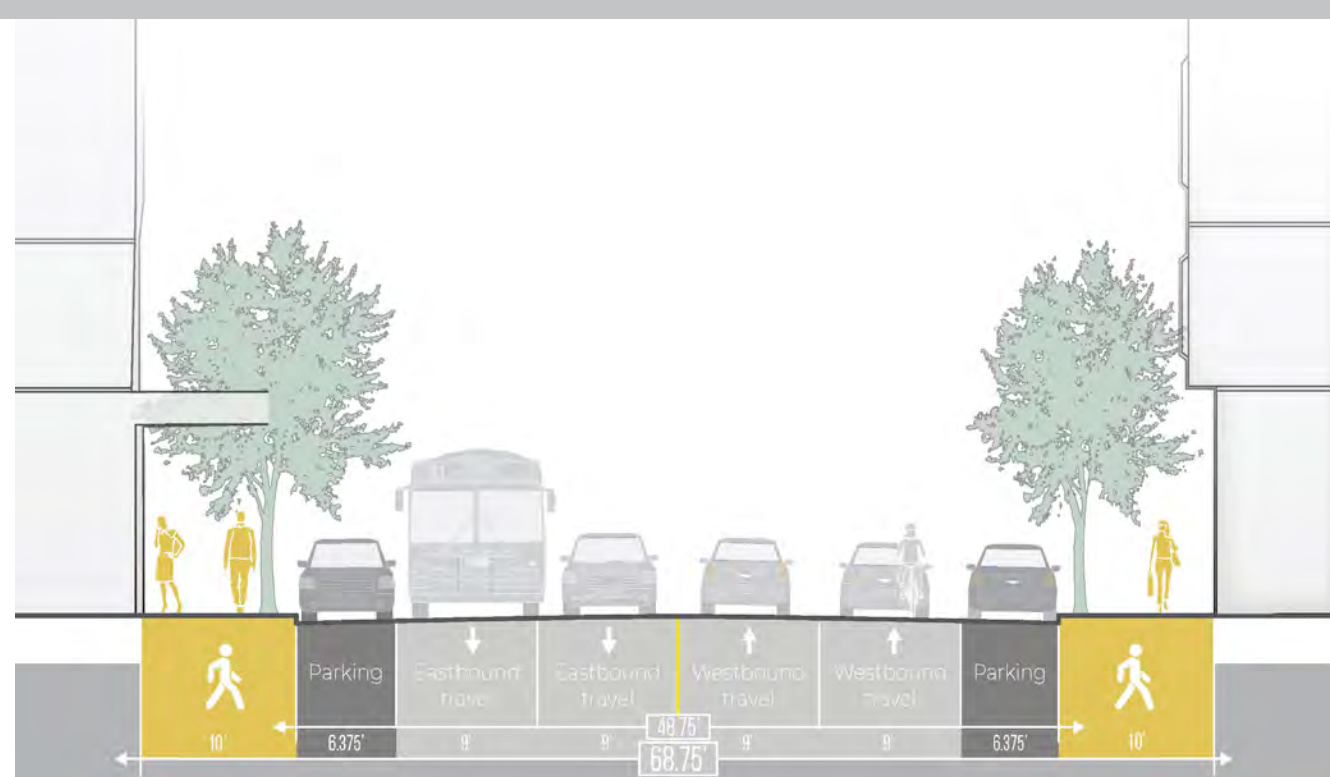 Parking
Eastbound
travel
Eastbound
travel
Westbound
travel
Westbound
travel
Parking
48.75'
10'
6.375'
9'
9'
9'
9'
6.375'
10'
68.75'